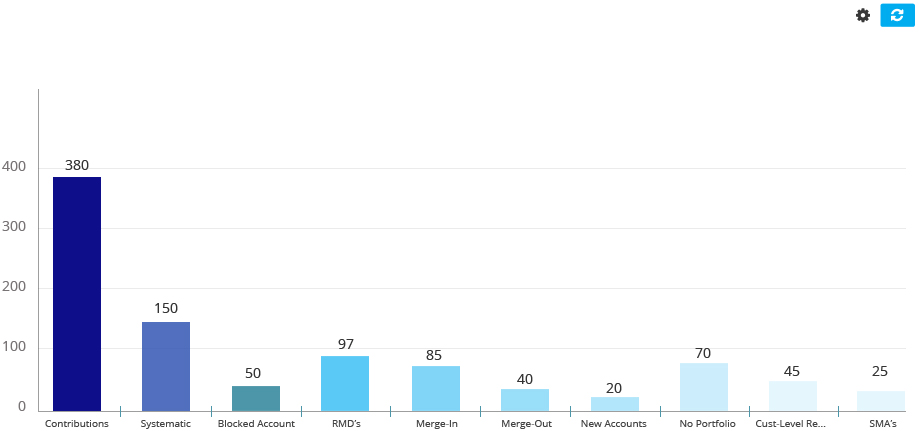 400
300
200
100
0
380
150
50
97
85
40
20
70
45
25
Contributions
Systematic
Blocked Account
RMD's
Merge-In
Merge-Out
New Accounts
No Portfolio
Cust-Level Re...
SMA's